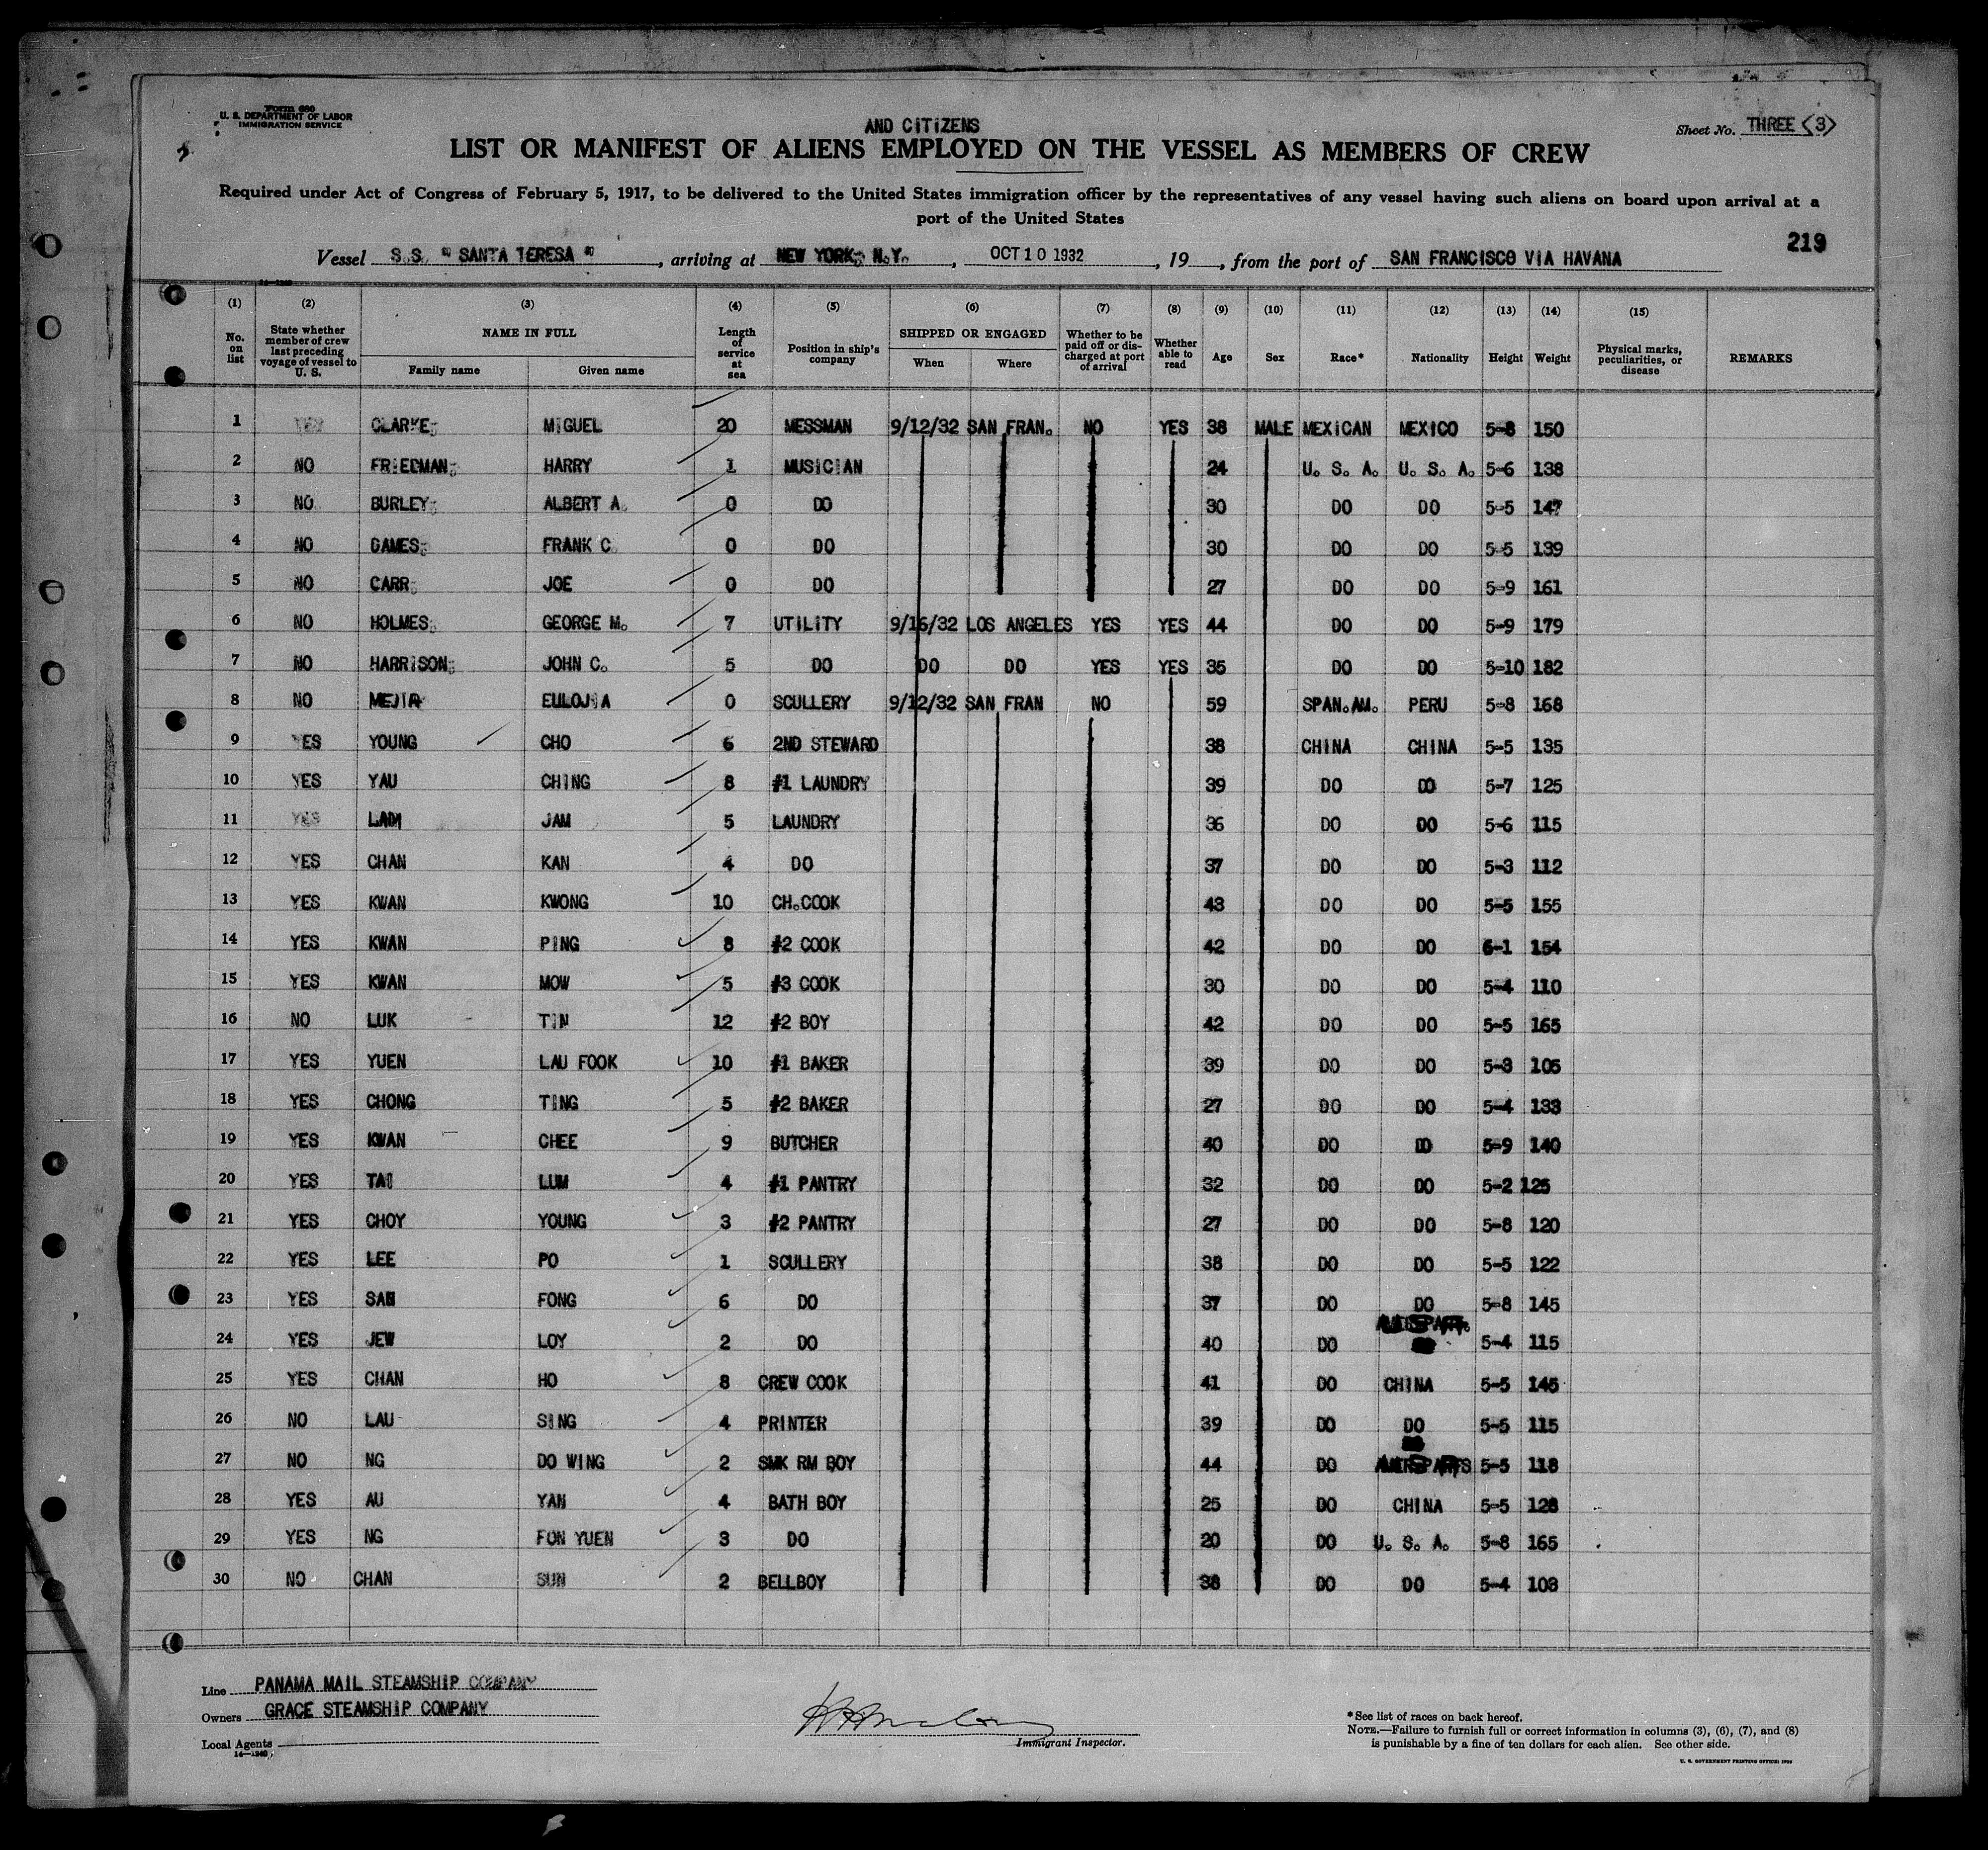 Form 680
U. S. DEPARTMENT OF LABOR
IMMIGRATION SERVICE
Sheet No. THREE (3)
AND CITIZENS
LIST OR MANIFEST OF ALIENS EMPLOYED ON THE VESSEL AS MEMBERS OF CREW
Required under Act of Congress of February 5, 1917, to be delivered to the United States immigration officer by the representatives of any vessel having such aliens on board upon arrival at a
port of the United States
219
Vessel S.S. " SANTA TERESA ", arriving at NEW YORK, N.Y., OCT 10 1932, 19 , from the port of SAN FRANCISCO VIA HAVANA
14—1240
(1) No. on list
(2) State whether member of crew last preceding voyage of vessel to U. S.
(3) NAME IN FULL Family name Given name
(4) Length of service at sea
(5) Position in ship's company
(6) SHIPPED OR ENGAGED When Where
(7) Whether to be paid off or discharged at port of arrival
(8) Whether able to read
(9) Age
(10) Sex
(11) Race*
(12) Nationality
(13) Height
(14) Weight
(15) Physical marks, peculiarities, or disease
REMARKS
1 YES CLARKE, MIGUEL 20 MESSMAN 9/12/32 SAN FRAN. NO YES 38 MALE MEXICAN MEXICO 5-8 150
2 NO FRIEDMAN, HARRY 1 MUSICIAN 24 U. S. A. U. S. A. 5-6 138
3 NO BURLEY, ALBERT A. 0 DO 30 DO DO 5-5 147
4 NO DAMES, FRANK C. 0 DO 30 DO DO 5-5 139
5 NO CARR, JOE 0 DO 27 DO DO 5-9 161
6 NO HOLMES, GEORGE M. 7 UTILITY 9/16/32 LOS ANGELES YES YES 44 DO DO 5-9 179
7 NO HARRISON, JOHN C. 5 DO DO DO YES YES 35 DO DO 5-10 182
8 NO MEJIA EULOJIA 0 SCULLERY 9/12/32 SAN FRAN NO 59 SPAN.AM. PERU 5-8 168
9 YES YOUNG CHO 6 2ND STEWARD 38 CHINA CHINA 5-5 135
10 YES YAU CHING 8 #1 LAUNDRY 39 DO DO 5-7 125
11 YES LAM JAM 5 LAUNDRY 36 DO DO 5-6 115
12 YES CHAN KAN 4 DO 37 DO DO 5-3 112
13 YES KWAN KWONG 10 CH.COOK 43 DO DO 5-5 155
14 YES KWAN PING 8 #2 COOK 42 DO DO 6-1 154
15 YES KWAN MOW 5 #3 COOK 30 DO DO 5-4 110
16 NO LUK TIN 12 #2 BOY 42 DO DO 5-5 165
17 YES YUEN LAU FOOK 10 #1 BAKER 39 DO DO 5-3 105
18 YES CHONG TING 5 #2 BAKER 27 DO DO 5-4 133
19 YES KWAN CHEE 9 BUTCHER 40 DO DO 5-9 140
20 YES TAI LUM 4 #1 PANTRY 32 DO DO 5-2 125
21 YES CHOY YOUNG 3 #2 PANTRY 27 DO DO 5-8 120
22 YES LEE PO 1 SCULLERY 38 DO DO 5-5 122
23 YES SAN FONG 6 DO 37 DO DO 5-8 145
24 YES JEW LOY 2 DO 40 DO 5-4 115
25 YES CHAN HO 8 CREW COOK 41 DO CHINA 5-5 145
26 NO LAU SING 4 PRINTER 39 DO DO 5-5 115
27 NO NG DO WING 2 SMK RM BOY 44 DO 5-5 118
28 YES AU YAN 4 BATH BOY 25 DO CHINA 5-5 128
29 YES NG FON YUEN 3 DO 20 DO U. S. A. 5-8 165
30 NO CHAN SUN 2 BELLBOY 38 DO DO 5-4 103
Line PANAMA MAIL STEAMSHIP COMPANY
Owners GRACE STEAMSHIP COMPANY
Local Agents
14—1240
Immigrant Inspector.
*See list of races on back hereof.
NOTE.—Failure to furnish full or correct information in columns (3), (6), (7), and (8)
is punishable by a fine of ten dollars for each alien. See other side.
U. S. GOVERNMENT PRINTING OFFICE: 1930